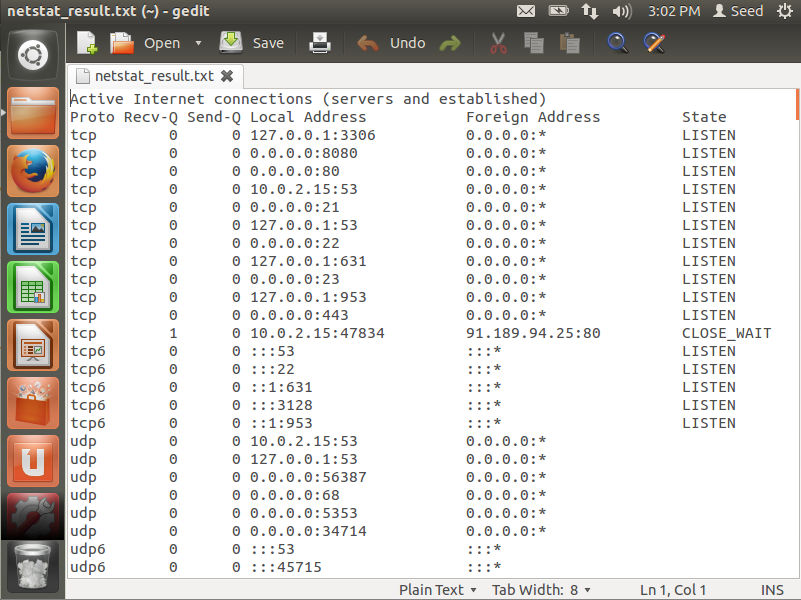 netstat_result.txt (~) - gedit 3:02 PM Seed
Open Save Undo
netstat_result.txt
Active Internet connections (servers and established)
Proto Recv-Q Send-Q Local Address Foreign Address State
tcp 0 0 127.0.0.1:3306 0.0.0.0:* LISTEN
tcp 0 0 0.0.0.0:8080 0.0.0.0:* LISTEN
tcp 0 0 0.0.0.0:80 0.0.0.0:* LISTEN
tcp 0 0 10.0.2.15:53 0.0.0.0:* LISTEN
tcp 0 0 0.0.0.0:21 0.0.0.0:* LISTEN
tcp 0 0 127.0.0.1:53 0.0.0.0:* LISTEN
tcp 0 0 0.0.0.0:22 0.0.0.0:* LISTEN
tcp 0 0 127.0.0.1:631 0.0.0.0:* LISTEN
tcp 0 0 0.0.0.0:23 0.0.0.0:* LISTEN
tcp 0 0 127.0.0.1:953 0.0.0.0:* LISTEN
tcp 0 0 0.0.0.0:443 0.0.0.0:* LISTEN
tcp 1 0 10.0.2.15:47834 91.189.94.25:80 CLOSE_WAIT
tcp6 0 0 :::53 :::* LISTEN
tcp6 0 0 :::22 :::* LISTEN
tcp6 0 0 ::1:631 :::* LISTEN
tcp6 0 0 :::3128 :::* LISTEN
tcp6 0 0 ::1:953 :::* LISTEN
udp 0 0 10.0.2.15:53 0.0.0.0:*
udp 0 0 127.0.0.1:53 0.0.0.0:*
udp 0 0 0.0.0.0:56387 0.0.0.0:*
udp 0 0 0.0.0.0:68 0.0.0.0:*
udp 0 0 0.0.0.0:5353 0.0.0.0:*
udp 0 0 0.0.0.0:34714 0.0.0.0:*
udp6 0 0 :::53 :::*
udp6 0 0 :::45715 :::*
Plain Text Tab Width: 8 Ln 1, Col 1 INS